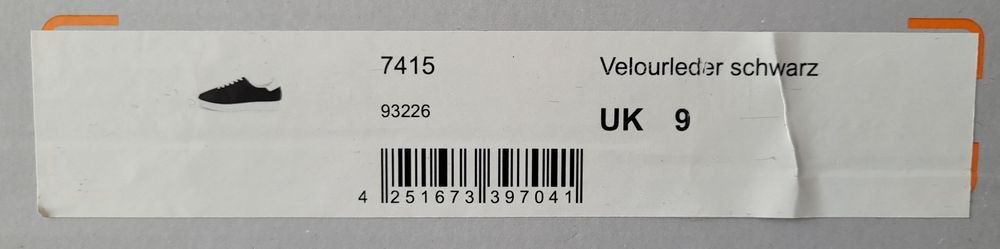 7415
Velourleder schwarz
93226
UK 9
4 251673 397041